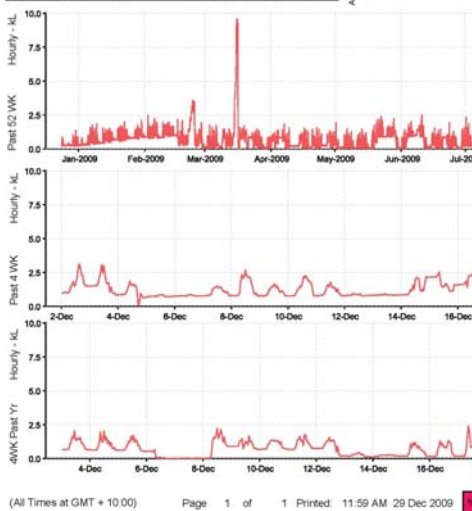 Hourly - kL
Past 52 WK
10.0
7.5
5.0
2.5
0.0
Jan-2009 Feb-2009 Mar-2009 Apr-2009 May-2009 Jun-2009
Hourly - kL
Past 4 WK
10.0
7.5
5.0
2.5
0.0
2-Dec 4-Dec 6-Dec 8-Dec 10-Dec 12-Dec 14-Dec 16-Dec
Hourly - kL
4WK Past Yr
10.0
7.5
5.0
2.5
0.0
4-Dec 6-Dec 8-Dec 10-Dec 12-Dec 14-Dec 16-Dec
(All Times at GMT + 10:00) Page 1 of 1 Printed: 11:59 AM 29 Dec 2009